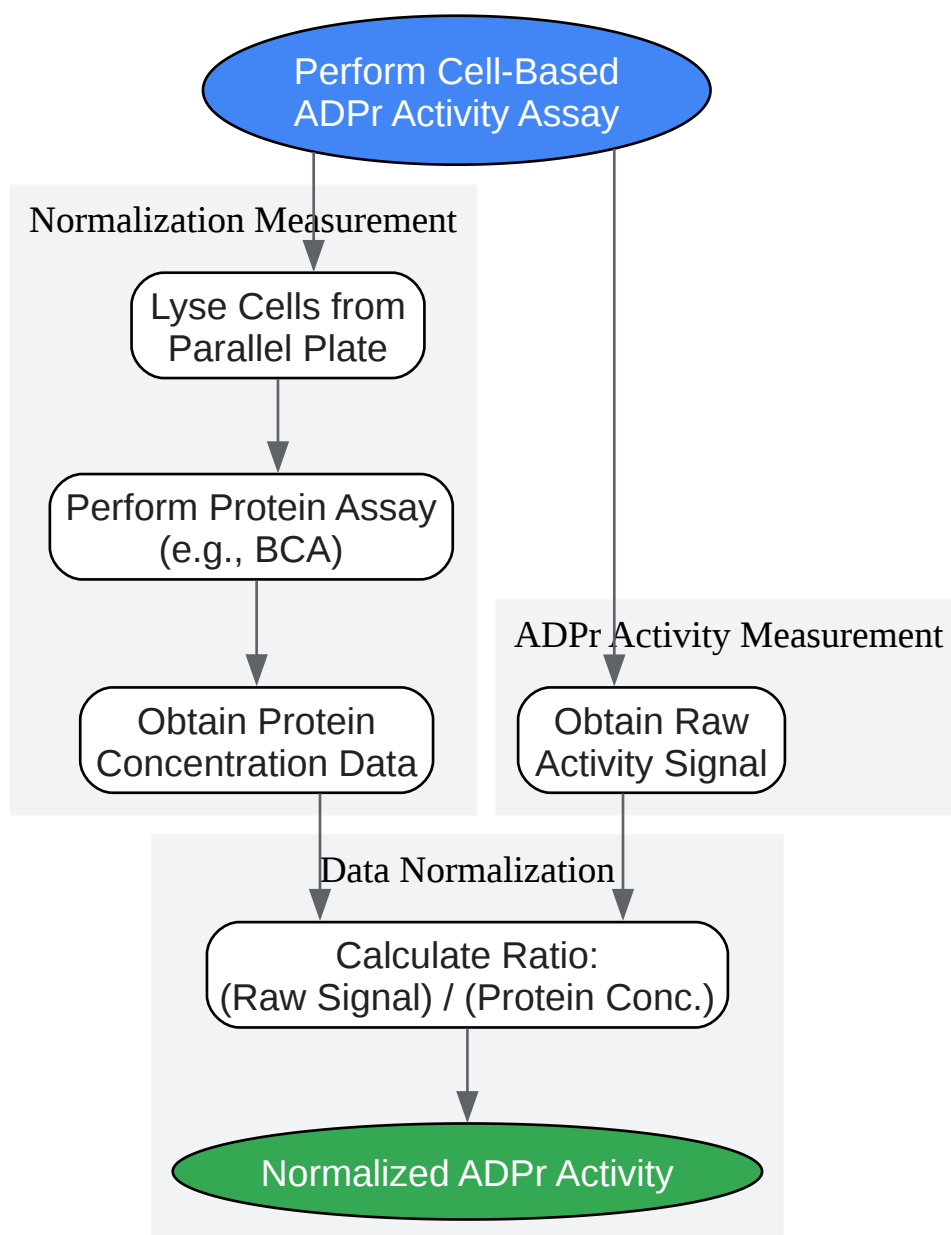 Perform Cell-Based
ADPr Activity Assay
Normalization Measurement
Lyse Cells from
Parallel Plate
Perform Protein Assay
(e.g., BCA)
Obtain Protein
Concentration Data
ADPr Activity Measurement
Obtain Raw
Activity Signal
Data Normalization
Calculate Ratio:
(Raw Signal) / (Protein Conc.)
Normalized ADPr Activity